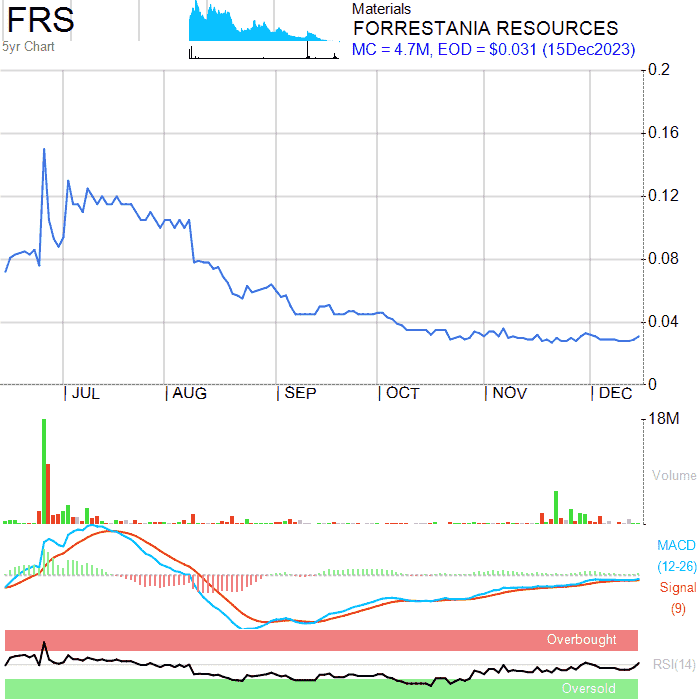 FRS
5yr Chart
Materials
FORRESTANIA RESOURCES
MC = 4.7M, EOD = $0.031 (15Dec2023)
0.2
0.16
0.12
0.08
0.04
0
JUL AUG SEP OCT NOV DEC
18M
Volume
MACD
(12-26)
Signal
(9)
Overbought
RSI(14)
Oversold